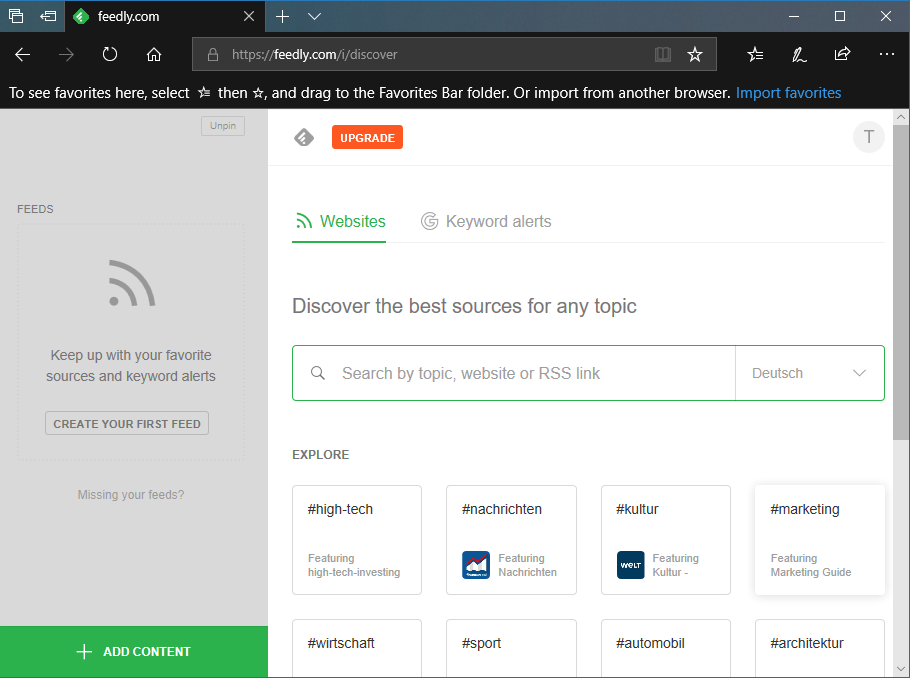 feedly.com
https://feedly.com/i/discover
To see favorites here, select then, and drag to the Favorites Bar folder. Or import from another browser. Import favorites
Unpin
UPGRADE
T
FEEDS
Websites
Keyword alerts
Keep up with your favorite
sources and keyword alerts
CREATE YOUR FIRST FEED
Missing your feeds?
ADD CONTENT
Discover the best sources for any topic
Search by topic, website or RSS link
Deutsch
EXPLORE
#high-tech
Featuring
high-tech-investing
#nachrichten
Featuring
Nachrichten
#kultur
WELT
Featuring
Kultur -
#marketing
Featuring
Marketing Guide
#wirtschaft
#sport
#automobil
#architektur